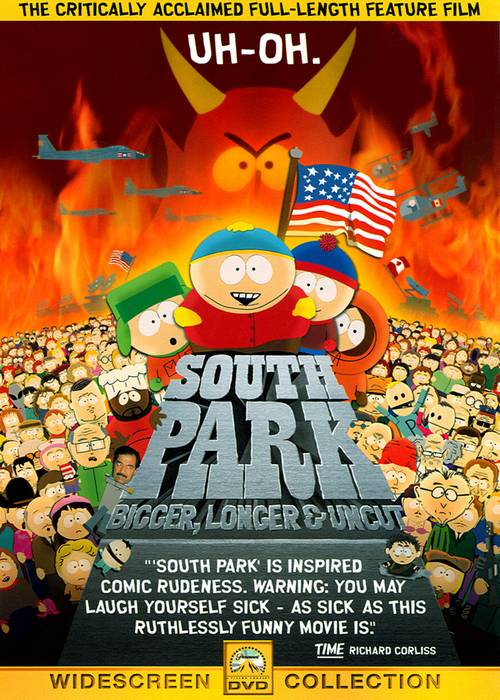 THE CRITICALLY ACCLAIMED FULL-LENGTH FEATURE FILM
UH-OH.
SOUTH
PARK
BIGGER, LONGER & UNCUT
"'SOUTH PARK' IS INSPIRED
COMIC RUDENESS. WARNING: YOU MAY
LAUGH YOURSELF SICK - AS SICK AS THIS
RUTHLESSLY FUNNY MOVIE IS."
TIME RICHARD CORLISS
WIDESCREEN DVD COLLECTION